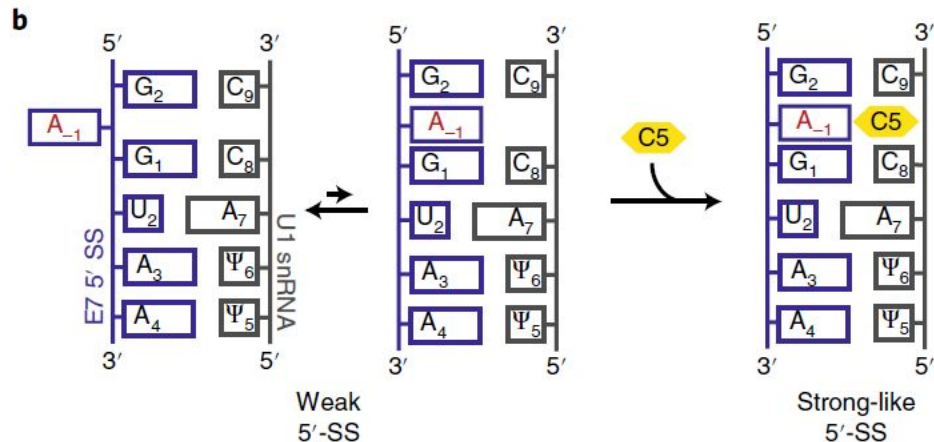 b
5′ 3′
G2 C9
A–1
G1 C8
U2 A7
A3 Ψ6
A4 Ψ5
3′ 5′
E7 5′ SS
U1 snRNA
5′ 3′
G2 C9
A–1
G1 C8
U2 A7
A3 Ψ6
A4 Ψ5
3′ 5′
Weak
5′-SS
C5
5′ 3′
G2 C9
A–1 C5
G1 C8
U2 A7
A3 Ψ6
A4 Ψ5
3′ 5′
Strong-like
5′-SS